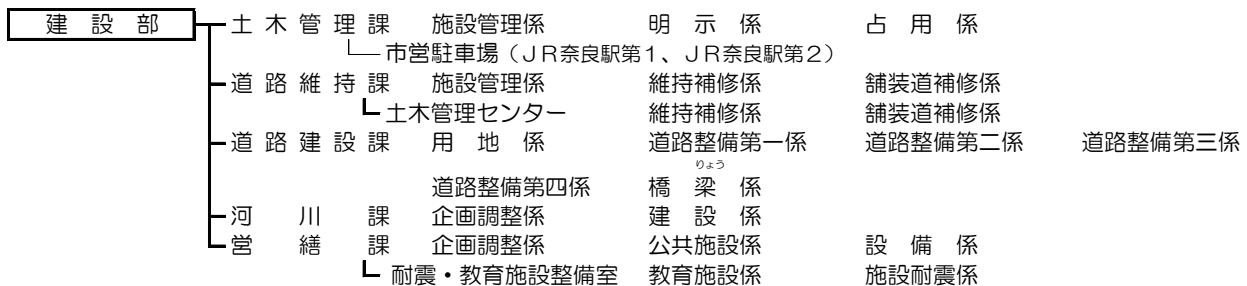 建設部 土木管理課 施設管理係 明示係 占用係
市営駐車場（ＪＲ奈良駅第１、ＪＲ奈良駅第２）
道路維持課 施設管理係 維持補修係 舗装道補修係
土木管理センター 維持補修係 舗装道補修係
道路建設課 用地係 道路整備第一係 道路整備第二係 道路整備第三係
りょう
道路整備第四係 橋梁係
河川課 企画調整係 建設係
営繕課 企画調整係 公共施設係 設備係
耐震・教育施設整備室 教育施設係 施設耐震係